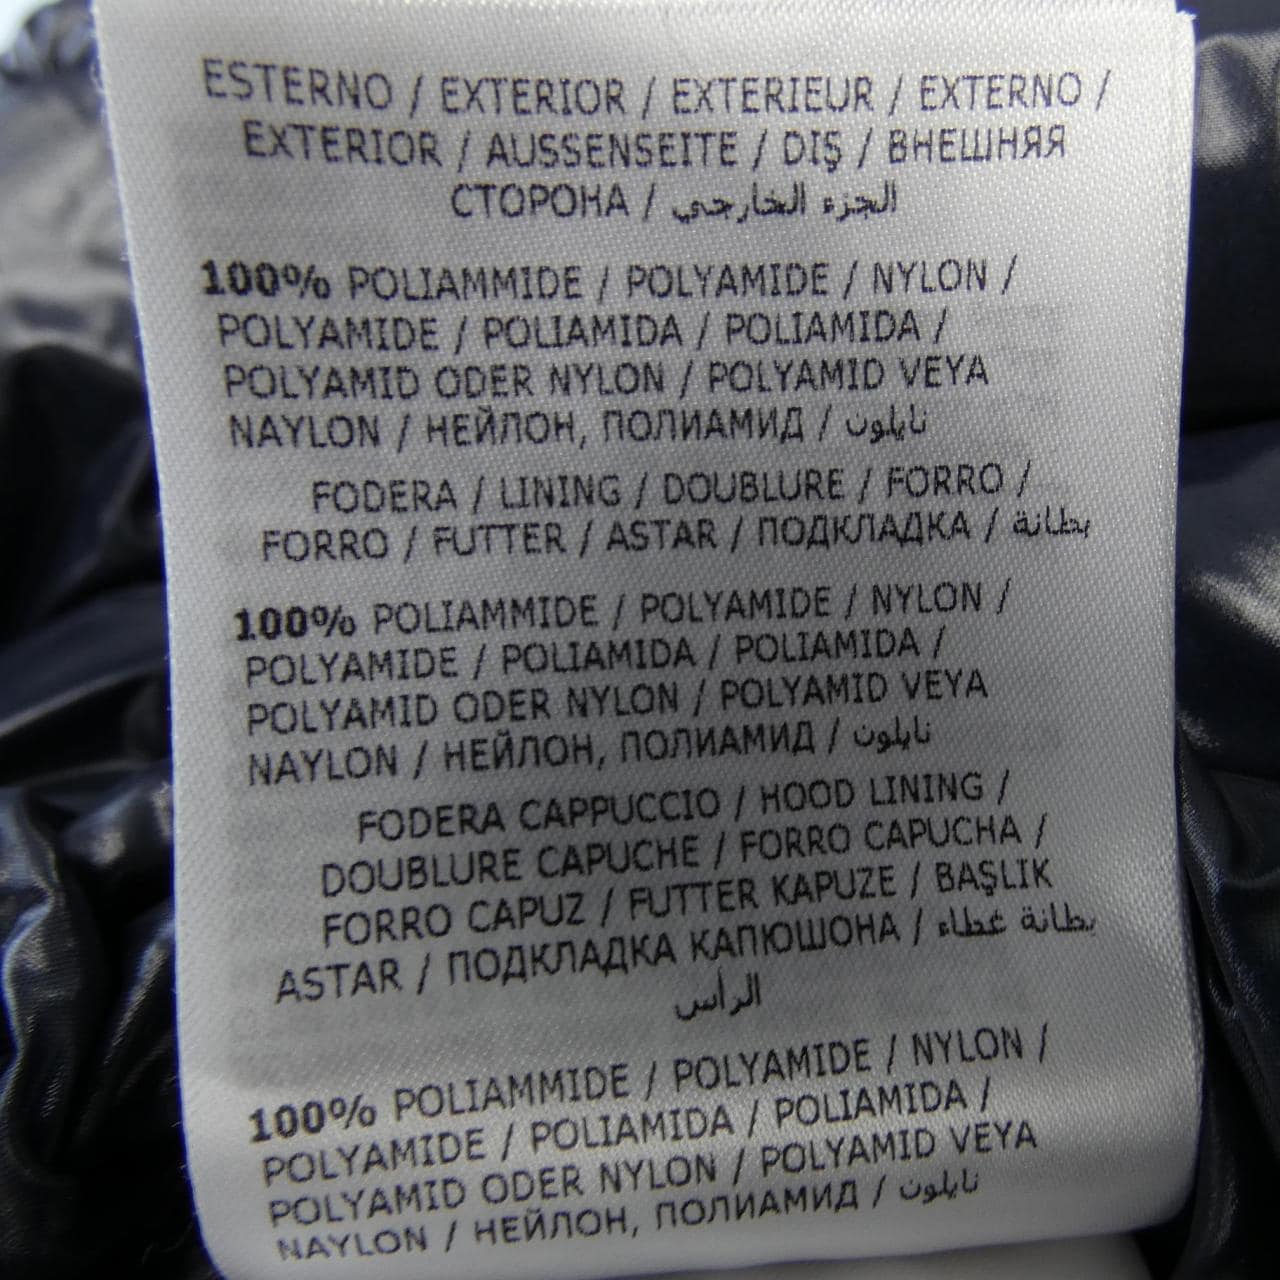 ESTERNO / EXTERIOR / EXTERIEUR / EXTERNO /
EXTERIOR / AUSSENSEITE / DIŞ / ВНЕШНЯЯ
СТОРОНА / الجزء الخارجي
100% POLIAMMIDE / POLYAMIDE / NYLON /
POLYAMIDE / POLIAMIDA / POLIAMIDA /
POLYAMID ODER NYLON / POLYAMID VEYA
NAYLON / НЕЙЛОН, ПОЛИАМИД / نايلون
FODERA / LINING / DOUBLURE / FORRO /
FORRO / FUTTER / ASTAR / ПОДКЛАДКА / بطانة
100% POLIAMMIDE / POLYAMIDE / NYLON /
POLYAMIDE / POLIAMIDA / POLIAMIDA /
POLYAMID ODER NYLON / POLYAMID VEYA
NAYLON / НЕЙЛОН, ПОЛИАМИД / نايلون
FODERA CAPPUCCIO / HOOD LINING /
DOUBLURE CAPUCHE / FORRO CAPUCHA /
FORRO CAPUZ / FUTTER KAPUZE / BAŞLIK
ASTAR / ПОДКЛАДКА КАПЮШОНА / بطانة غطاء
الرأس
100% POLIAMMIDE / POLYAMIDE / NYLON /
POLYAMIDE / POLIAMIDA / POLIAMIDA /
POLYAMID ODER NYLON / POLYAMID VEYA
NAYLON / НЕЙЛОН, ПОЛИАМИД / نايلون